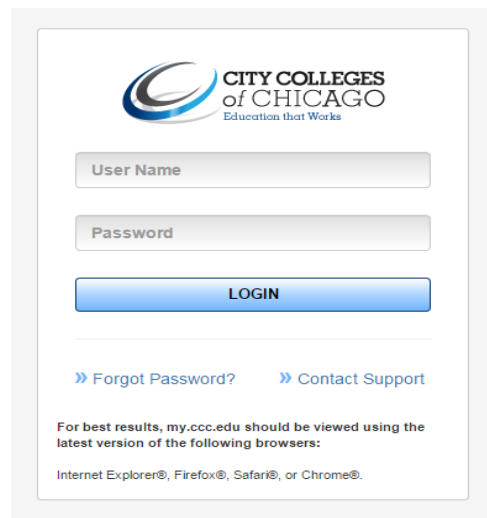 CITY COLLEGES
of CHICAGO
Education that Works
User Name
Password
LOGIN
» Forgot Password? » Contact Support
For best results, my.ccc.edu should be viewed using the
latest version of the following browsers:
Internet Explorer®, Firefox®, Safari®, or Chrome®.